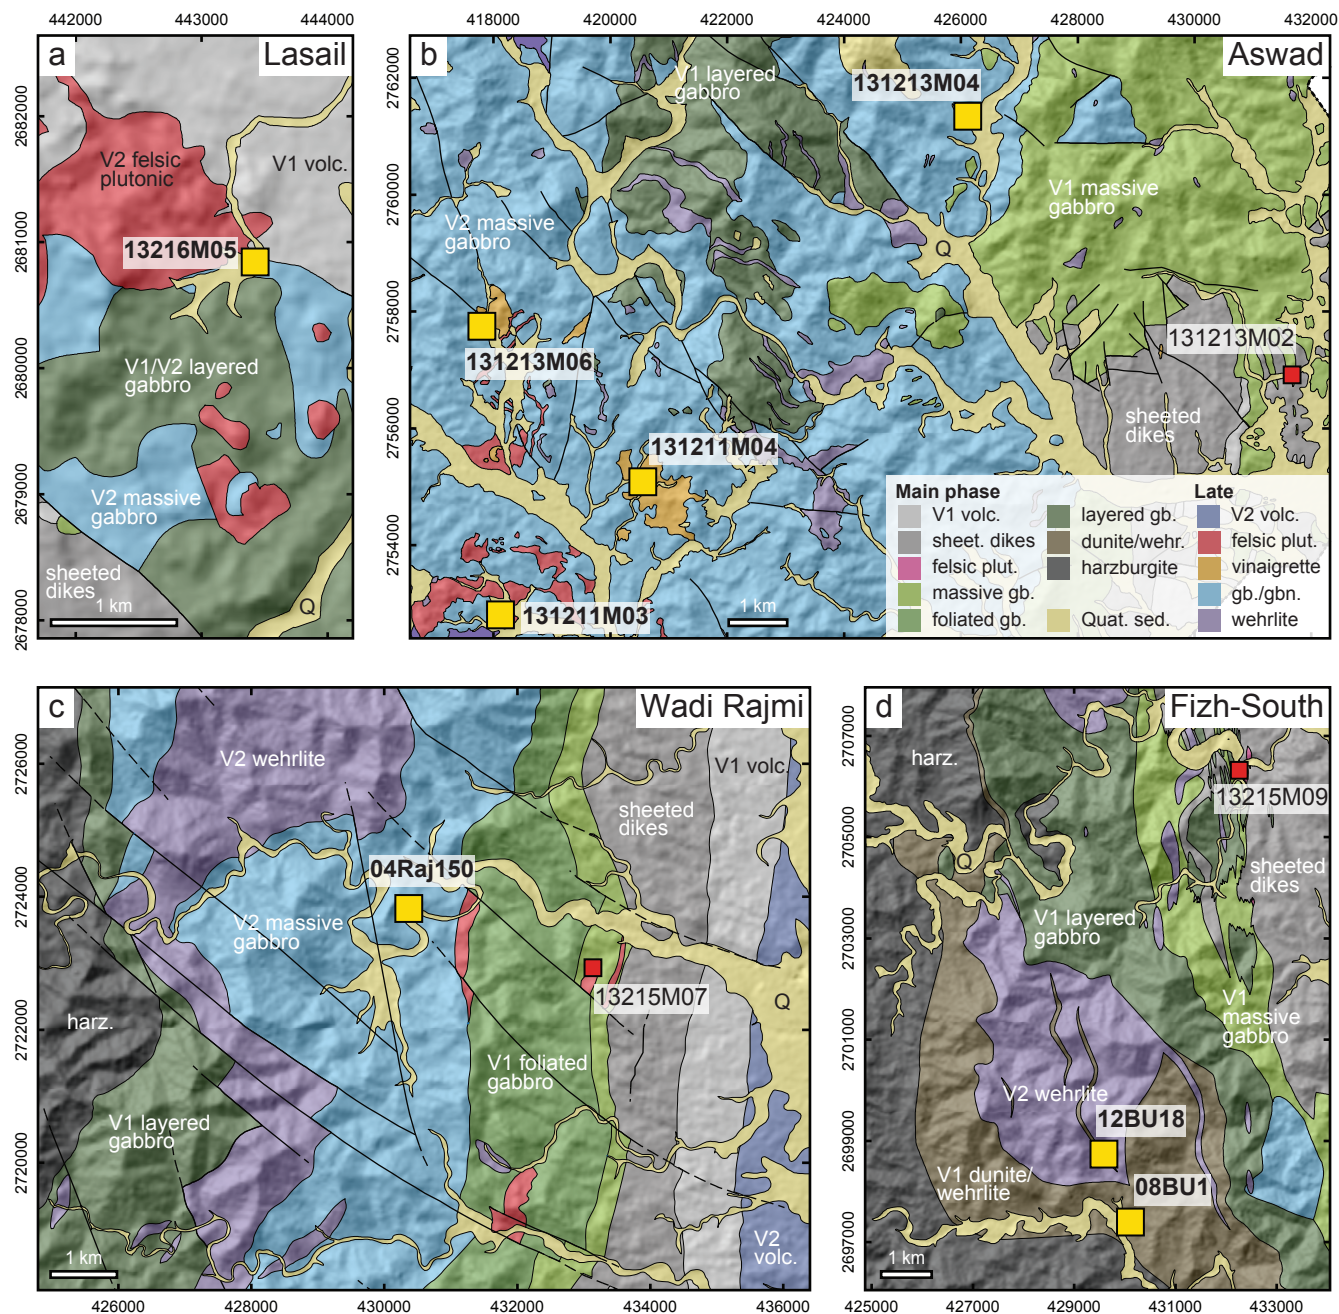 442000 443000 444000
418000 420000 422000 424000 426000 428000 430000 432000
a Lasail
2682000
2681000
2680000
2679000
2678000
V2 felsic
plutonic
V1 volc.
13216M05
V1/V2 layered
gabbro
V2 massive
gabbro
sheeted
dikes
1 km
Q
b Aswad
2762000
2760000
2758000
2756000
2754000
V1 layered
gabbro
131213M04
V1 massive
gabbro
V2 massive
gabbro
Q
131213M06
131213M02
sheeted
dikes
131211M04
131211M03
1 km
Main phase
V1 volc.
sheet. dikes
felsic plut.
massive gb.
foliated gb.
layered gb.
dunite/wehr.
harzburgite
Quat. sed.
Late
V2 volc.
felsic plut.
vinaigrette
gb./gbn.
wehrlite
c Wadi Rajmi
2726000
2724000
2722000
2720000
V2 wehrlite
V1 volc.
sheeted
dikes
04Raj150
V2 massive
gabbro
13215M07
Q
harz.
V1 foliated
gabbro
V1 layered
gabbro
V2
volc.
1 km
426000 428000 430000 432000 434000 436000
d Fizh-South
2707000
2705000
2703000
2701000
2699000
2697000
harz.
13215M09
Q
sheeted
dikes
V1 layered
gabbro
V1
massive
gabbro
V2 wehrlite
12BU18
V1 dunite/
wehrlite
08BU1
1 km
425000 427000 429000 431000 433000